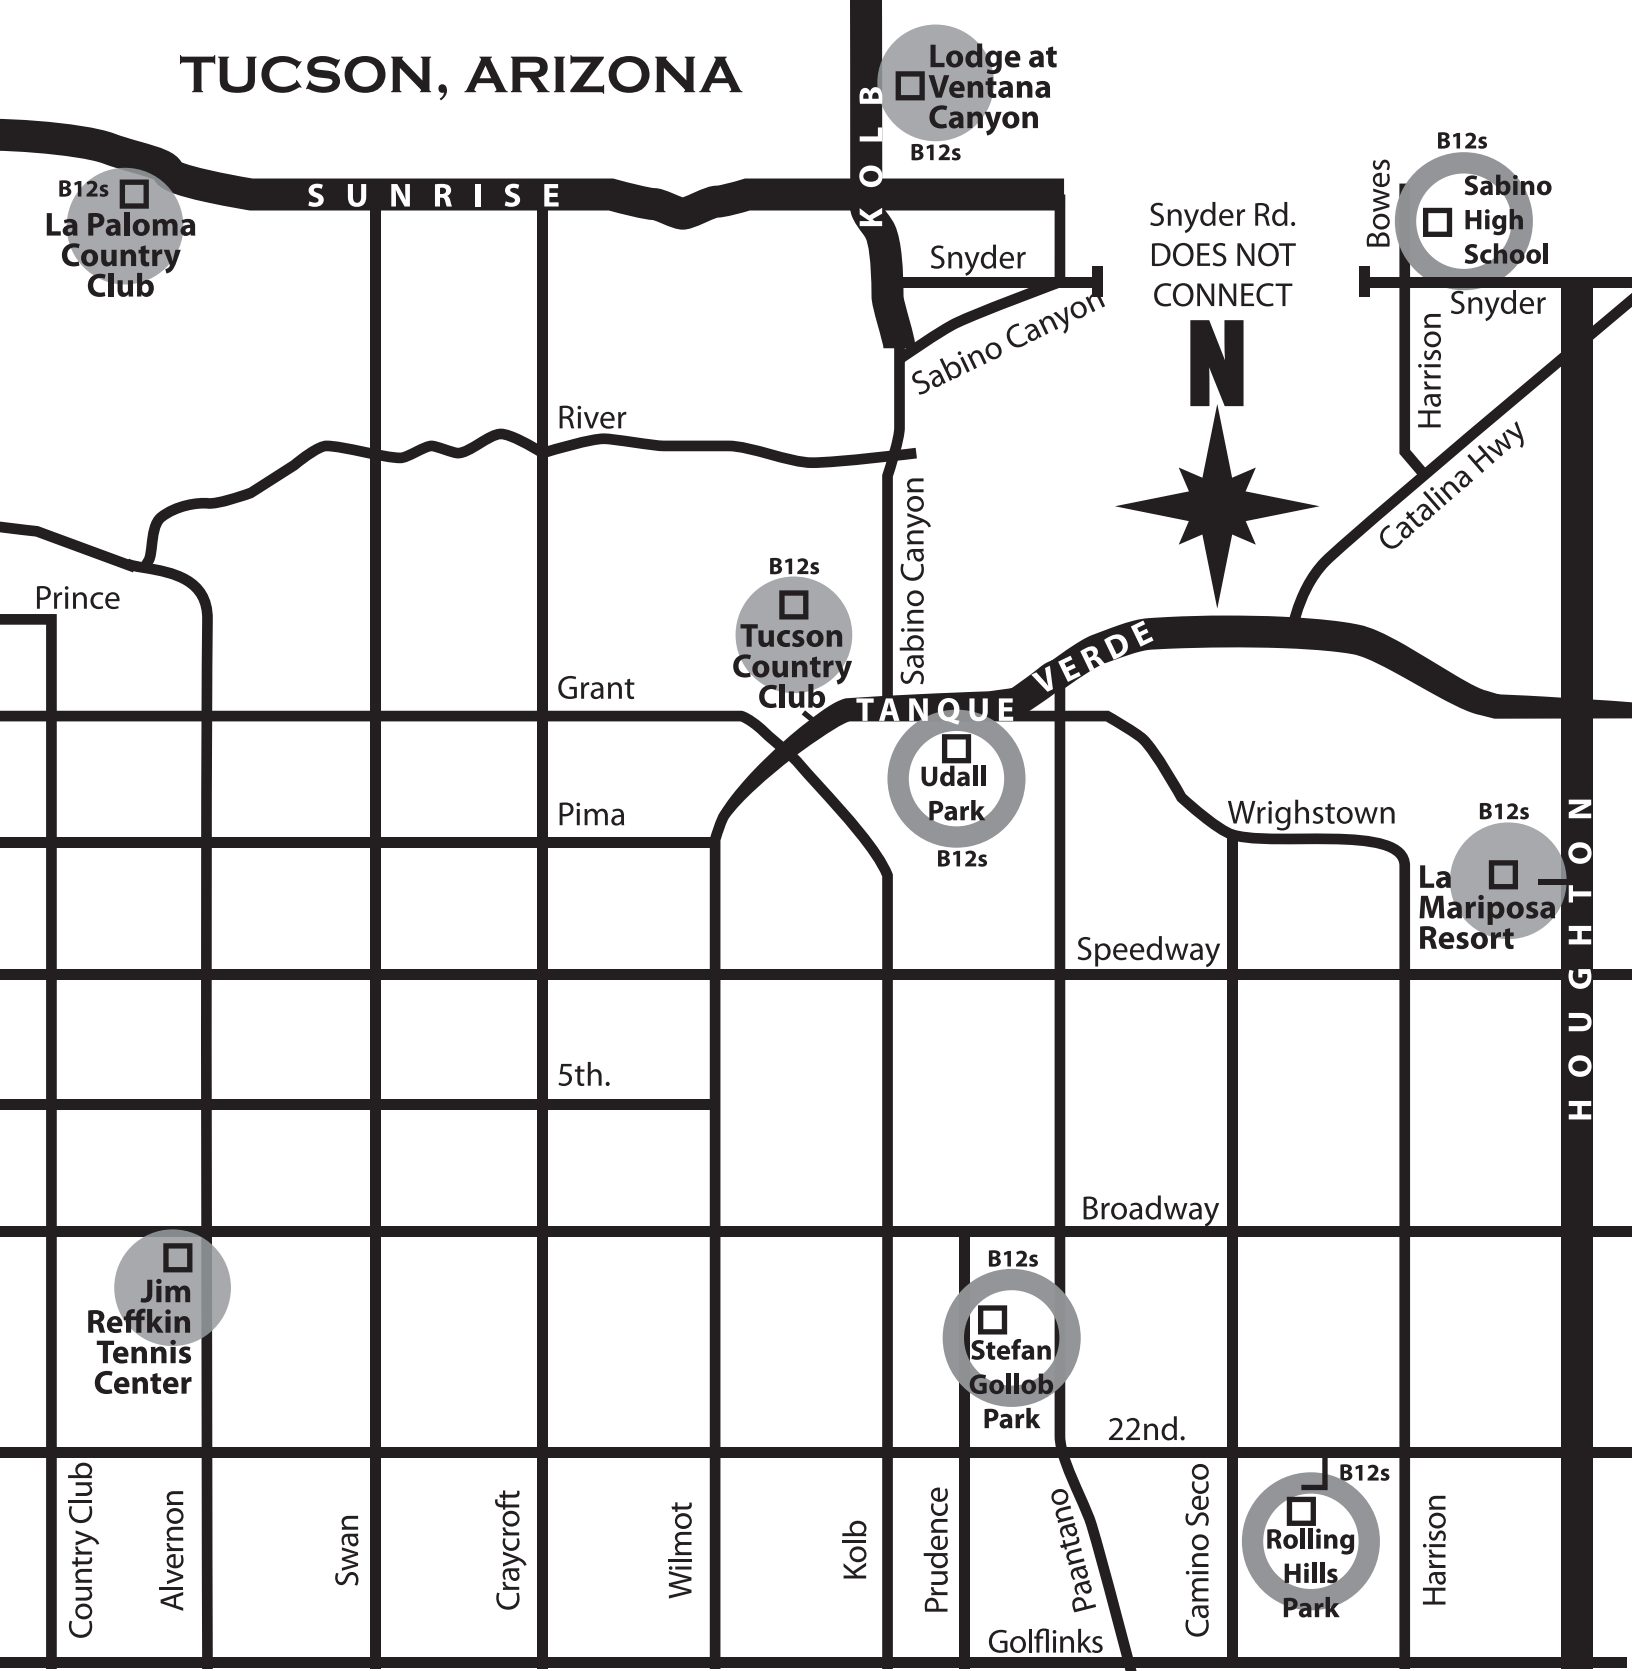 TUCSON, ARIZONA
KOLB
Lodge at
Ventana
Canyon
B12s
B12s
Sabino
High
School
Bowes
B12s
La Paloma
Country
Club
SUNRISE
Snyder Rd.
DOES NOT
CONNECT
Snyder
Snyder
Sabino Canyon
N
Harrison
River
Catalina Hwy
Sabino Canyon
Prince
B12s
Tucson
Country
Club
VERDE
TANQUE
Grant
Udall
Park
B12s
Pima
Wrighstown
B12s
La
Mariposa
Resort
HOUGHTON
Speedway
5th.
Broadway
B12s
Stefan
Gollob
Park
Jim
Reffkin
Tennis
Center
22nd.
B12s
Rolling
Hills
Park
Country Club
Alvernon
Swan
Craycroft
Wilmot
Kolb
Prudence
Paantano
Camino Seco
Harrison
Golflinks